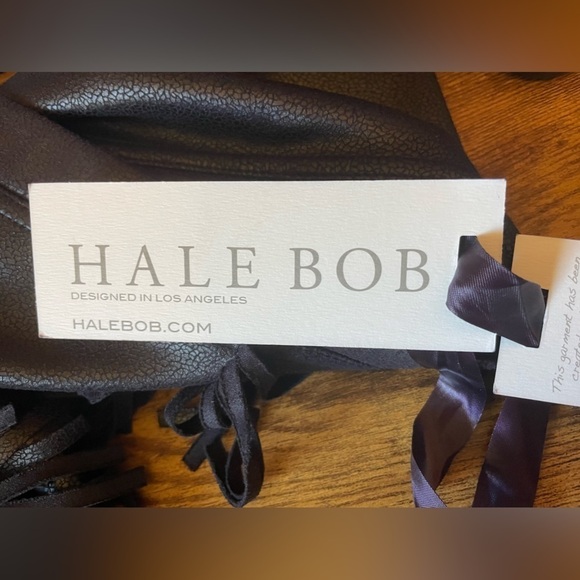 HALE BOB
DESIGNED IN LOS ANGELES
HALEBOB.COM
This garment has been